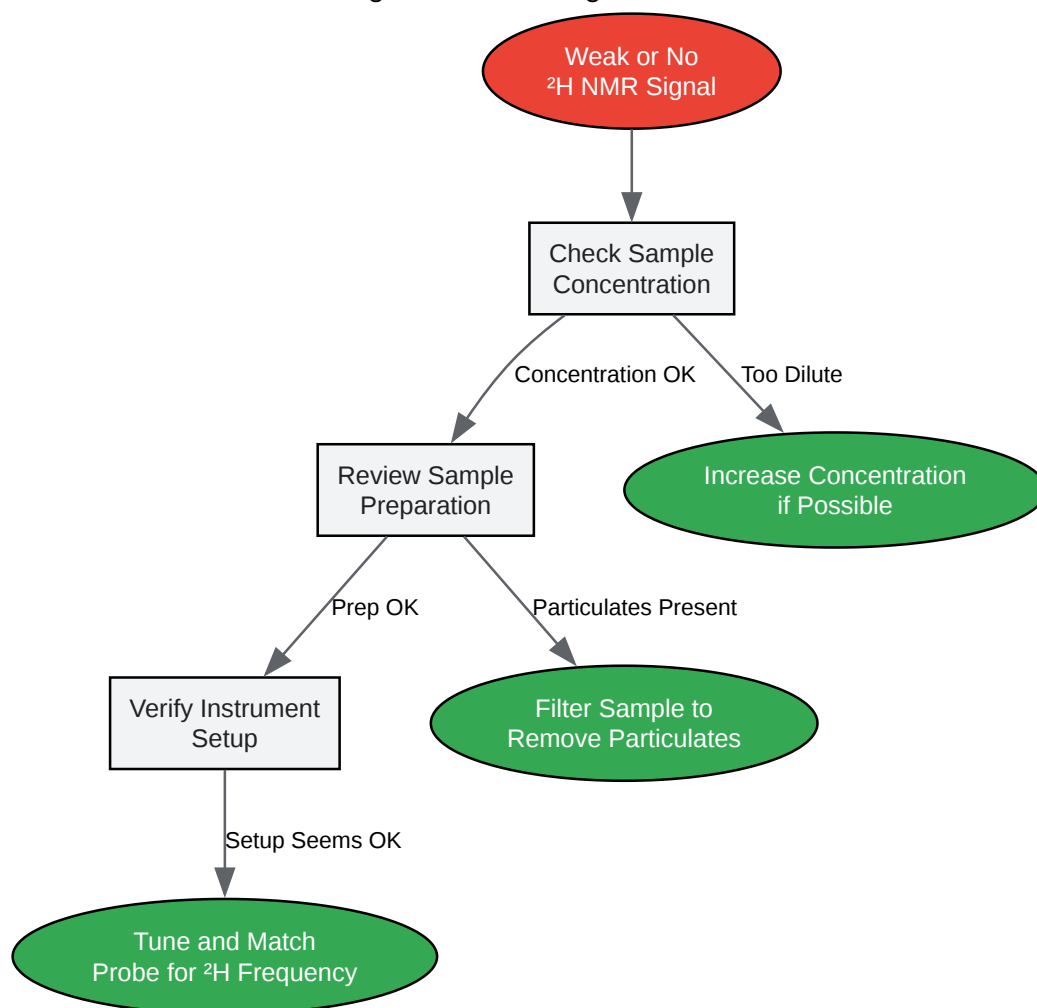 Weak or No
²H NMR Signal
Check Sample
Concentration
Concentration OK
Too Dilute
Review Sample
Preparation
Increase Concentration
if Possible
Prep OK
Particulates Present
Verify Instrument
Setup
Filter Sample to
Remove Particulates
Setup Seems OK
Tune and Match
Probe for ²H Frequency